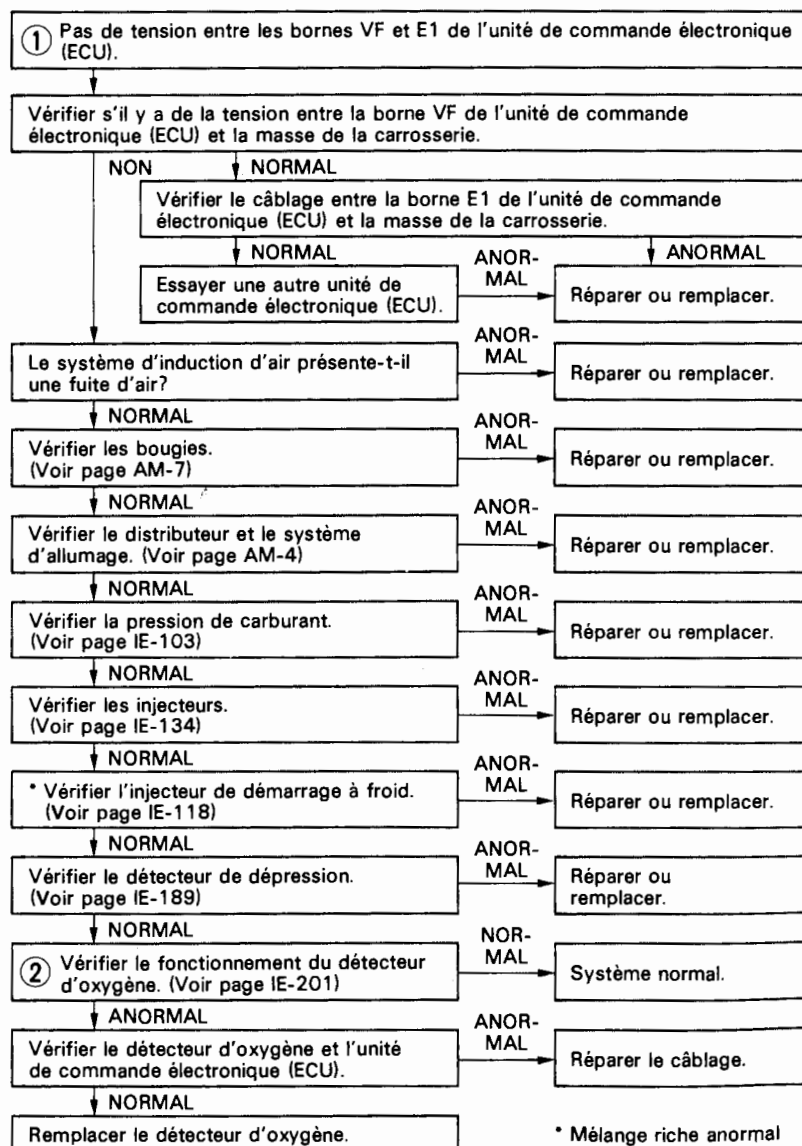 ① Pas de tension entre les bornes VF et E1 de l'unité de commande électronique
(ECU).
Vérifier s'il y a de la tension entre la borne VF de l'unité de commande
électronique (ECU) et la masse de la carrosserie.
NON
NORMAL
Vérifier le câblage entre la borne E1 de l'unité de commande
électronique (ECU) et la masse de la carrosserie.
NORMAL
ANORMAL
Essayer une autre unité de
commande électronique (ECU).
ANOR-
MAL
Réparer ou remplacer.
Le système d'induction d'air présente-t-il
une fuite d'air?
ANOR-
MAL
Réparer ou remplacer.
NORMAL
Vérifier les bougies.
(Voir page AM-7)
ANOR-
MAL
Réparer ou remplacer.
NORMAL
Vérifier le distributeur et le système
d'allumage. (Voir page AM-4)
ANOR-
MAL
Réparer ou remplacer.
NORMAL
Vérifier la pression de carburant.
(Voir page IE-103)
ANOR-
MAL
Réparer ou remplacer.
NORMAL
Vérifier les injecteurs.
(Voir page IE-134)
ANOR-
MAL
Réparer ou remplacer.
NORMAL
* Vérifier l'injecteur de démarrage à froid.
(Voir page IE-118)
ANOR-
MAL
Réparer ou remplacer.
NORMAL
Vérifier le détecteur de dépression.
(Voir page IE-189)
ANOR-
MAL
Réparer ou
remplacer.
NORMAL
② Vérifier le fonctionnement du détecteur
d'oxygène. (Voir page IE-201)
NOR-
MAL
Système normal.
ANORMAL
Vérifier le détecteur d'oxygène et l'unité
de commande électronique (ECU).
ANOR-
MAL
Réparer le câblage.
NORMAL
Remplacer le détecteur d'oxygène.
* Mélange riche anormal